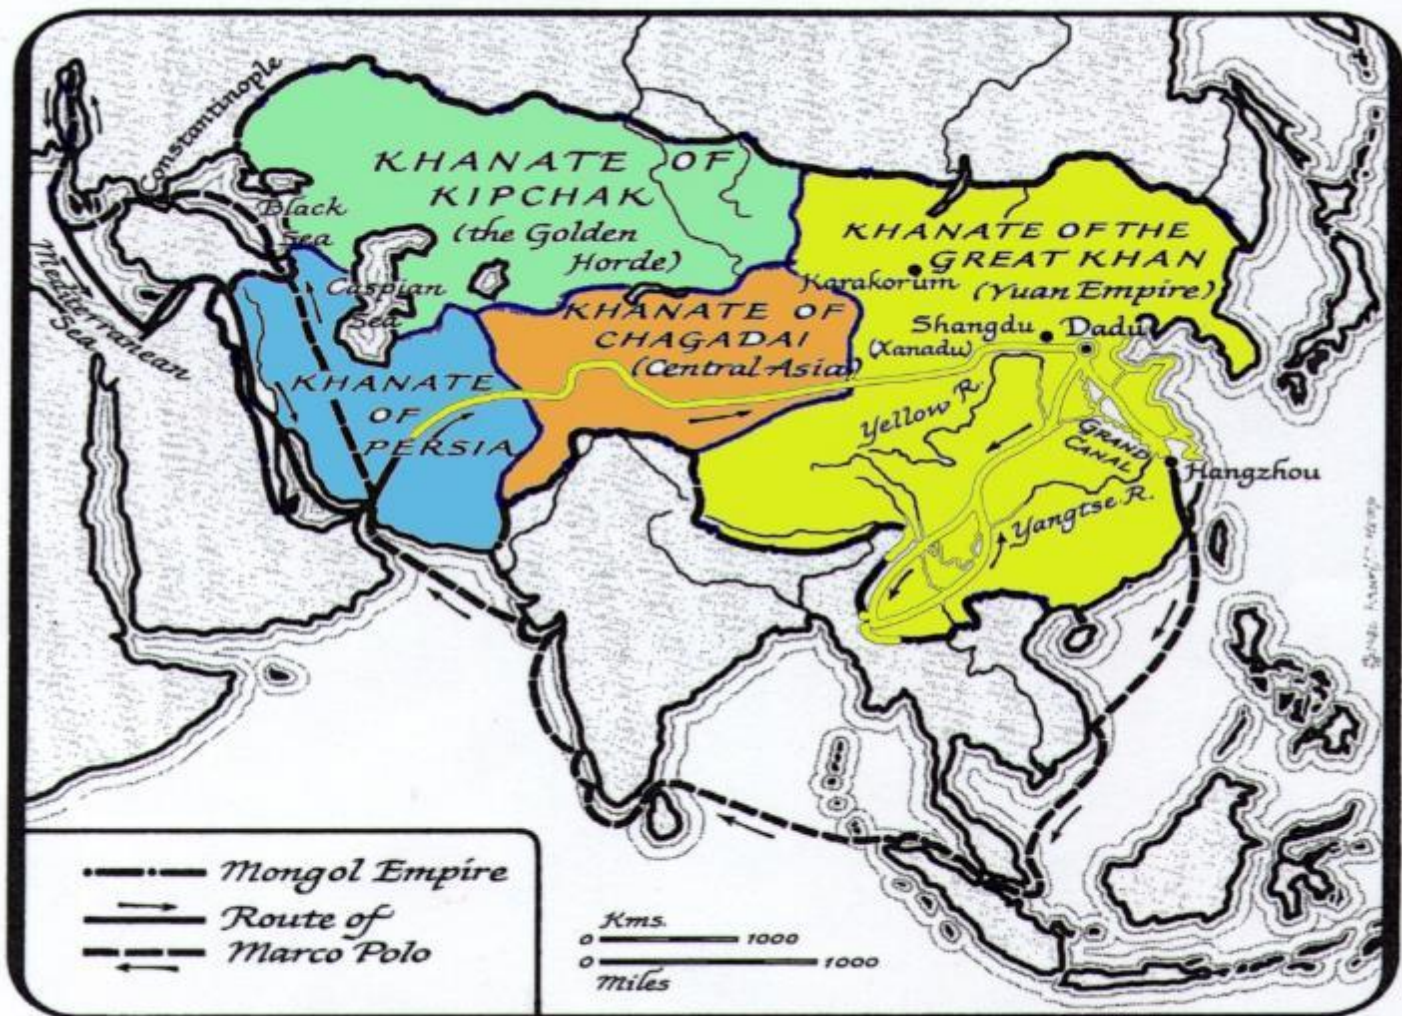 Constantinople
KHANATE OF
KIPCHAK
(the Golden
Horde)
Black
Sea
Caspian
Sea
Mediterranean
Sea
KHANATE OF THE
GREAT KHAN
(Yuan Empire)
Karakorum
KHANATE OF
CHAGADAI
(Central Asia)
Shangdu
(Xanadu)
Dadu
KHANATE
OF
PERSIA
Yellow R.
GRAND
CANAL
Hangzhou
Yangtse R.
Mongol Empire
Route of
Marco Polo
Kms.
0 1000
0 1000
Miles